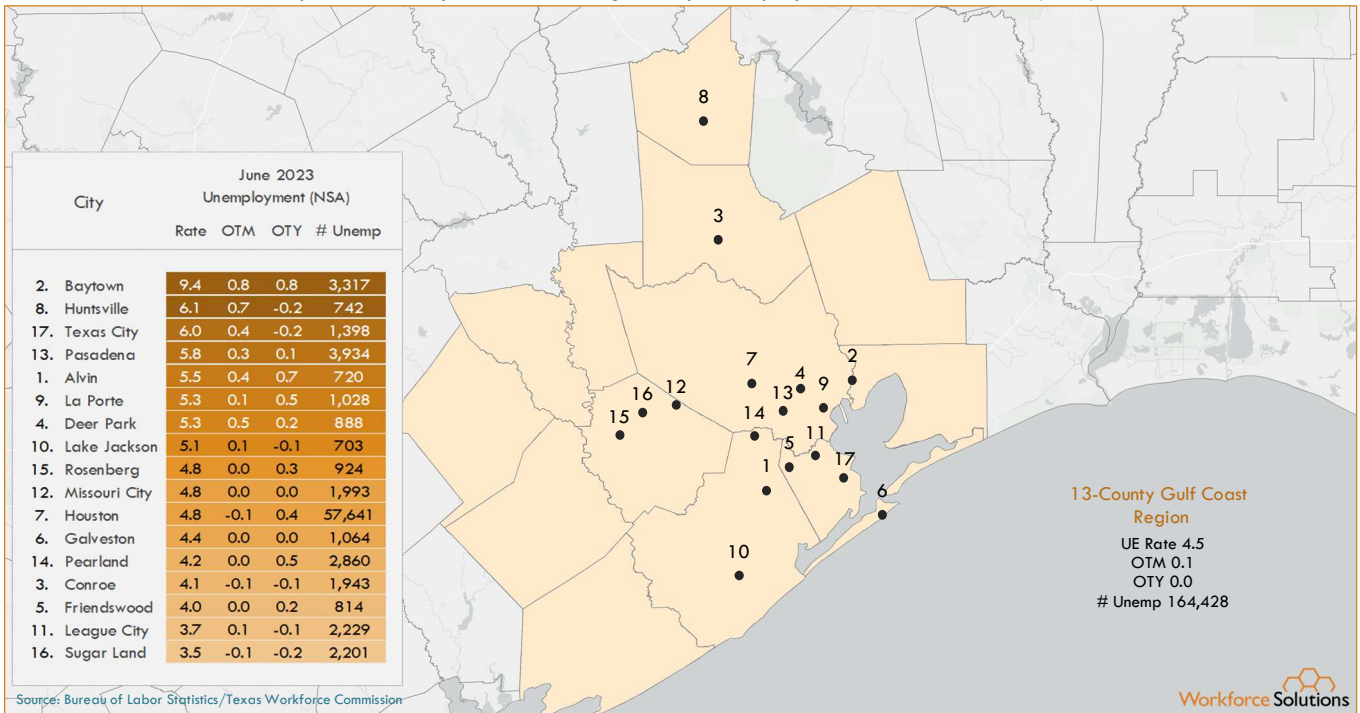 City
June 2023
Unemployment (NSA)
Rate OTM OTY # Unemp
2. Baytown 9.4 0.8 0.8 3,317
8. Huntsville 6.1 0.7 -0.2 742
17. Texas City 6.0 0.4 -0.2 1,398
13. Pasadena 5.8 0.3 0.1 3,934
1. Alvin 5.5 0.4 0.7 720
9. La Porte 5.3 0.1 0.5 1,028
4. Deer Park 5.3 0.5 0.2 888
10. Lake Jackson 5.1 0.1 -0.1 703
15. Rosenberg 4.8 0.0 0.3 924
12. Missouri City 4.8 0.0 0.0 1,993
7. Houston 4.8 -0.1 0.4 57,641
6. Galveston 4.4 0.0 0.0 1,064
14. Pearland 4.2 0.0 0.5 2,860
3. Conroe 4.1 -0.1 -0.1 1,943
5. Friendswood 4.0 0.0 0.2 814
11. League City 3.7 0.1 -0.1 2,229
16. Sugar Land 3.5 -0.1 -0.2 2,201
Source: Bureau of Labor Statistics/Texas Workforce Commission
8
3
7
2
4
16
12
13
9
15
14
11
5
17
1
6
10
13-County Gulf Coast
Region
UE Rate 4.5
OTM 0.1
OTY 0.0
# Unemp 164,428
Workforce Solutions